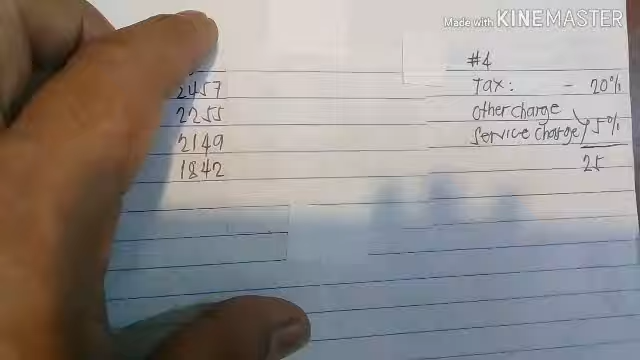 Made with KINEMASTER
#4
2457
Tax: - 20%
2255
Other charge
2149
Service charge 5%
1842
25